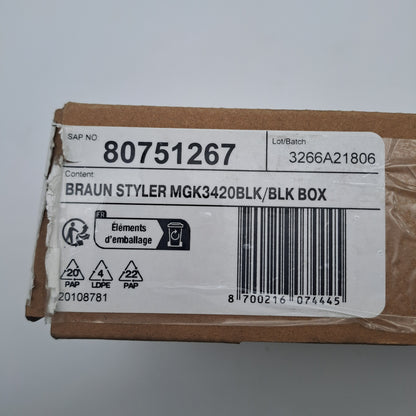 SAP NO
80751267
Lot/Batch
3266A21806
Content
BRAUN STYLER MGK3420BLK/BLK BOX
FR
Éléments
d'emballage
20
PAP
4
LDPE
22
PAP
20108781
8 700216 074445